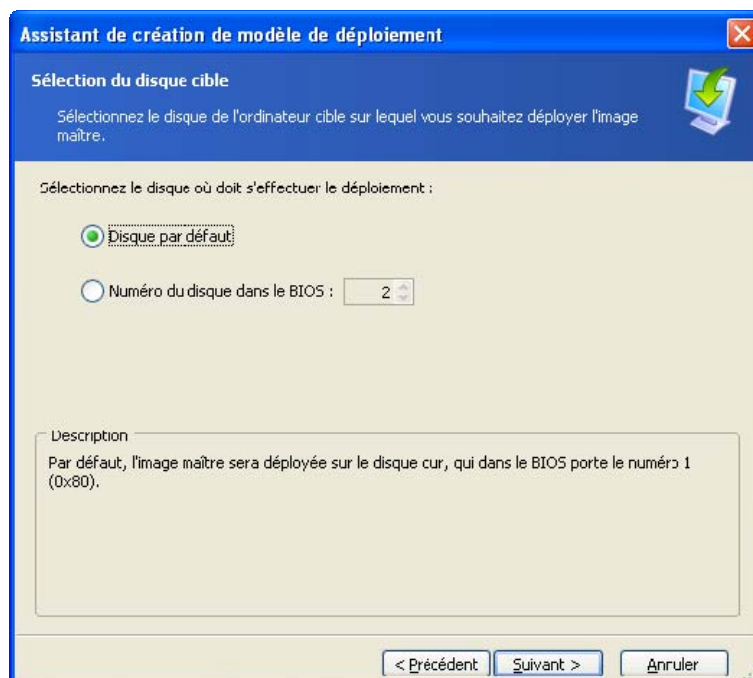 Assistant de création de modèle de déploiement
Sélection du disque cible
Sélectionnez le disque de l'ordinateur cible sur lequel vous souhaitez déployer l'image
maître.
Sélectionnez le disque où doit s'effectuer le déploiement :
Disque par défaut
Numéro du disque dans le BIOS : 2
Description
Par défaut, l'image maître sera déployée sur le disque cur, qui dans le BIOS porte le numéro 1
(0x80).
< Précédent Suivant > Annuler